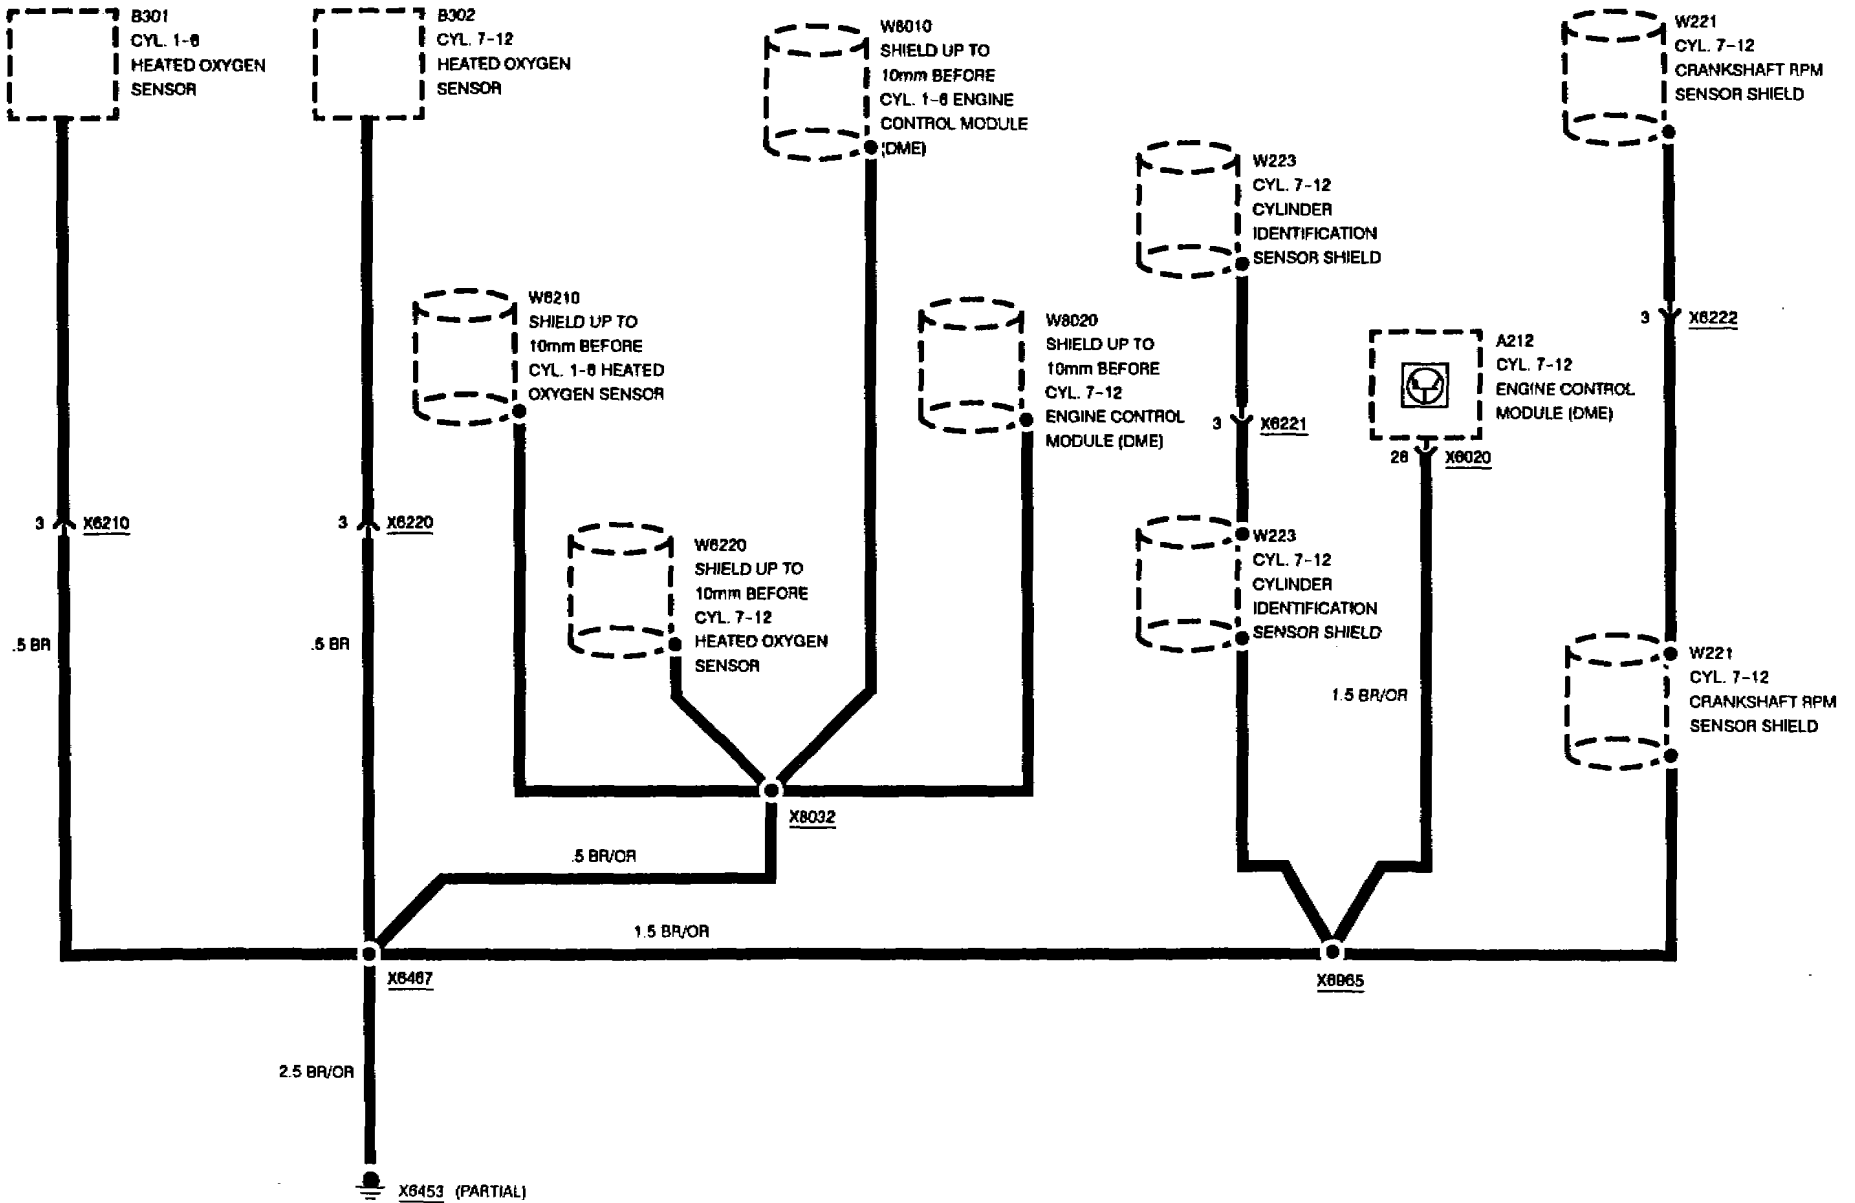 B301
CYL. 1-6
HEATED OXYGEN
SENSOR
B302
CYL. 7-12
HEATED OXYGEN
SENSOR
W6010
SHIELD UP TO
10mm BEFORE
CYL. 1-6 ENGINE
CONTROL MODULE
(DME)
W221
CYL. 7-12
CRANKSHAFT RPM
SENSOR SHIELD
W223
CYL. 7-12
CYLINDER
IDENTIFICATION
SENSOR SHIELD
W6210
SHIELD UP TO
10mm BEFORE
CYL. 1-6 HEATED
OXYGEN SENSOR
W6020
SHIELD UP TO
10mm BEFORE
CYL. 7-12
ENGINE CONTROL
MODULE (DME)
3 X6222
A212
CYL. 7-12
ENGINE CONTROL
MODULE (DME)
3 X6221
26 X6020
3 X6210
3 X6220
W6220
SHIELD UP TO
10mm BEFORE
CYL. 7-12
HEATED OXYGEN
SENSOR
W223
CYL. 7-12
CYLINDER
IDENTIFICATION
SENSOR SHIELD
.5 BR
.5 BR
1.5 BR/OR
W221
CYL. 7-12
CRANKSHAFT RPM
SENSOR SHIELD
X6032
.5 BR/OR
1.5 BR/OR
X6467
X6965
2.5 BR/OR
X6453 (PARTIAL)